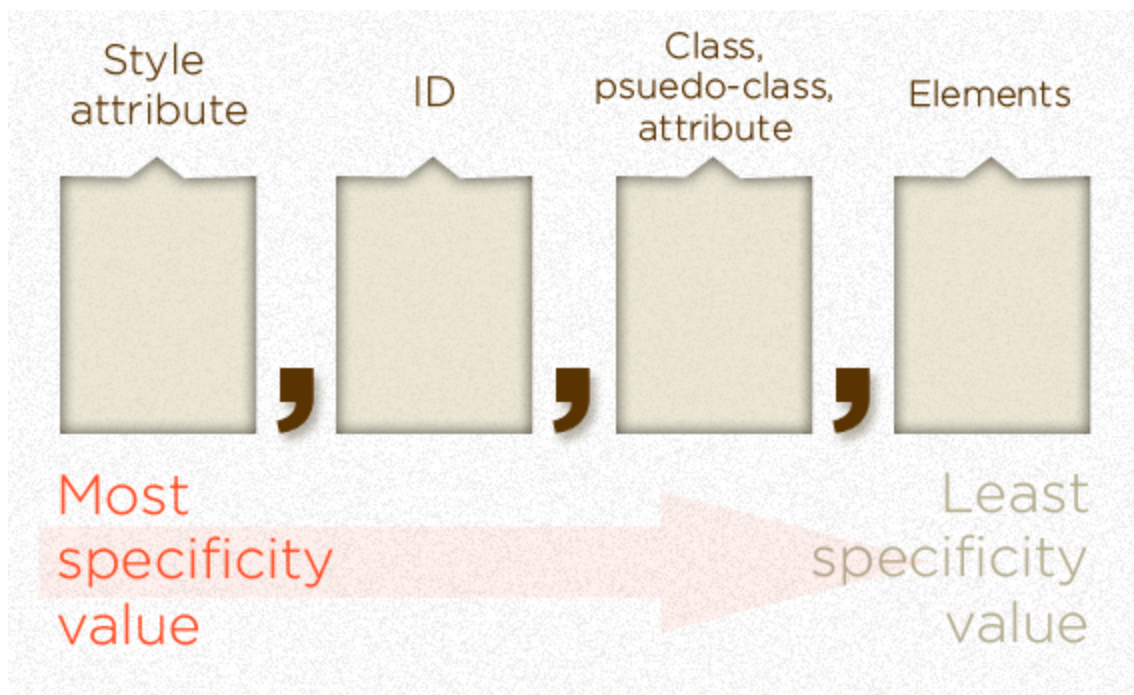 Style
attribute
ID
Class,
psuedo-class,
attribute
Elements
, , ,
Most
specificity
value
Least
specificity
value